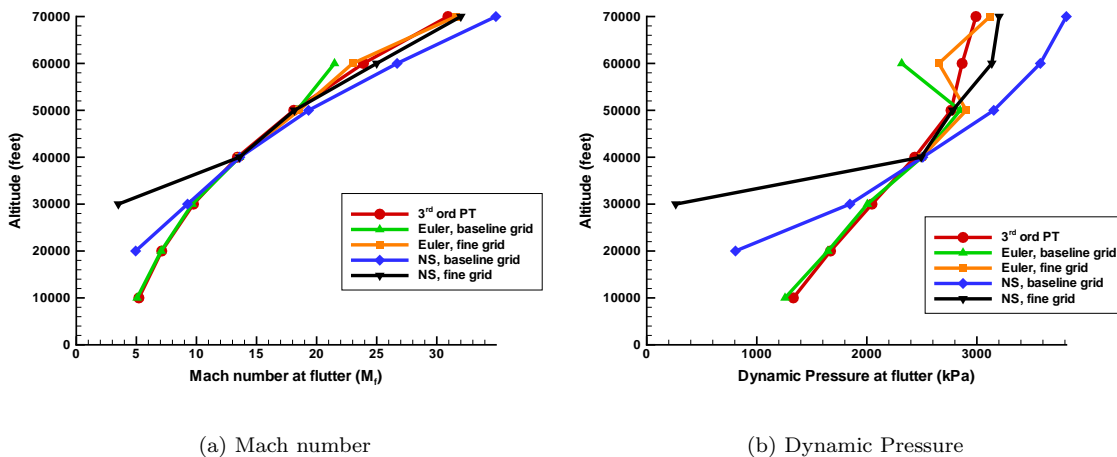 70000
60000
50000
40000
30000
20000
10000
0
Altitude (feet)
0 5 10 15 20 25 30
Mach number at flutter (Mf)
3rd ord PT
Euler, baseline grid
Euler, fine grid
NS, baseline grid
NS, fine grid
(a) Mach number
70000
60000
50000
40000
30000
20000
10000
0
Altitude (feet)
0 1000 2000 3000
Dynamic Pressure at flutter (kPa)
3rd ord PT
Euler, baseline grid
Euler, fine grid
NS, baseline grid
NS, fine grid
(b) Dynamic Pressure